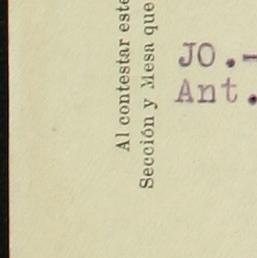 Al contestar este
Sección y Mesa que
JO.-
Ant.